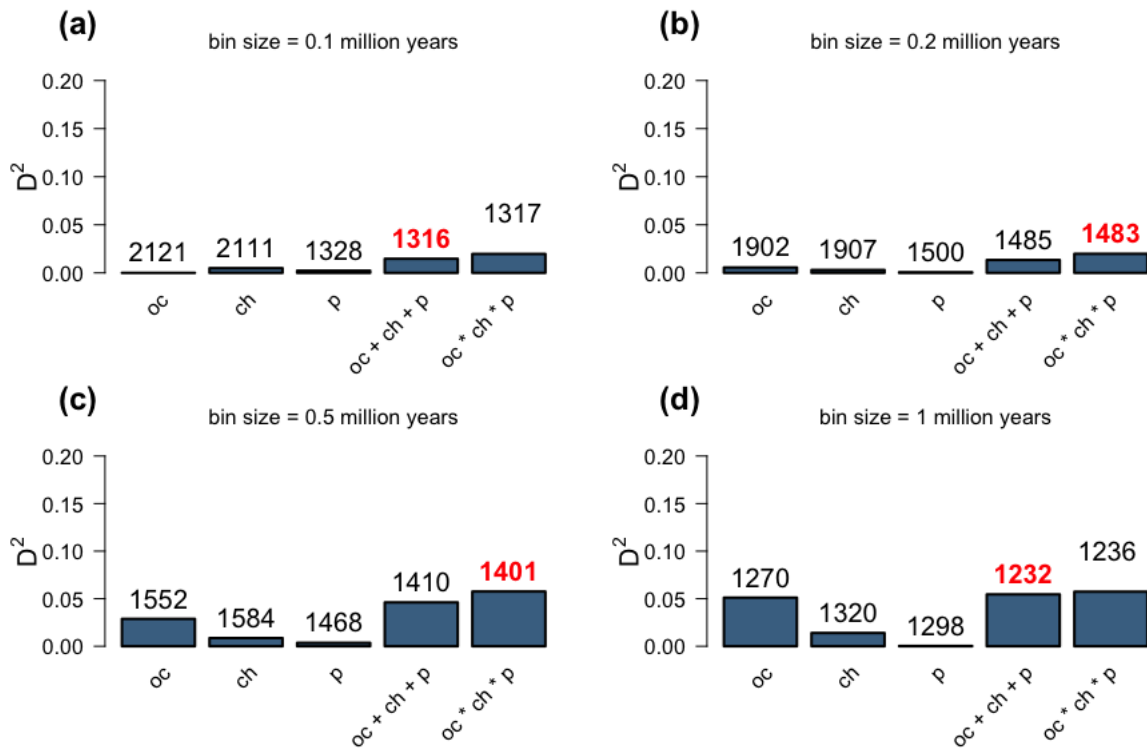 (a)
bin size = 0.1 million years
D²
0.20
0.15
0.10
0.05
0.00
2121
2111
1328
1316
1317
oc
ch
p
oc + ch + p
oc * ch * p
(b)
bin size = 0.2 million years
D²
0.20
0.15
0.10
0.05
0.00
1902
1907
1500
1485
1483
oc
ch
p
oc + ch + p
oc * ch * p
(c)
bin size = 0.5 million years
D²
0.20
0.15
0.10
0.05
0.00
1552
1584
1468
1410
1401
oc
ch
p
oc + ch + p
oc * ch * p
(d)
bin size = 1 million years
D²
0.20
0.15
0.10
0.05
0.00
1270
1320
1298
1232
1236
oc
ch
p
oc + ch + p
oc * ch * p